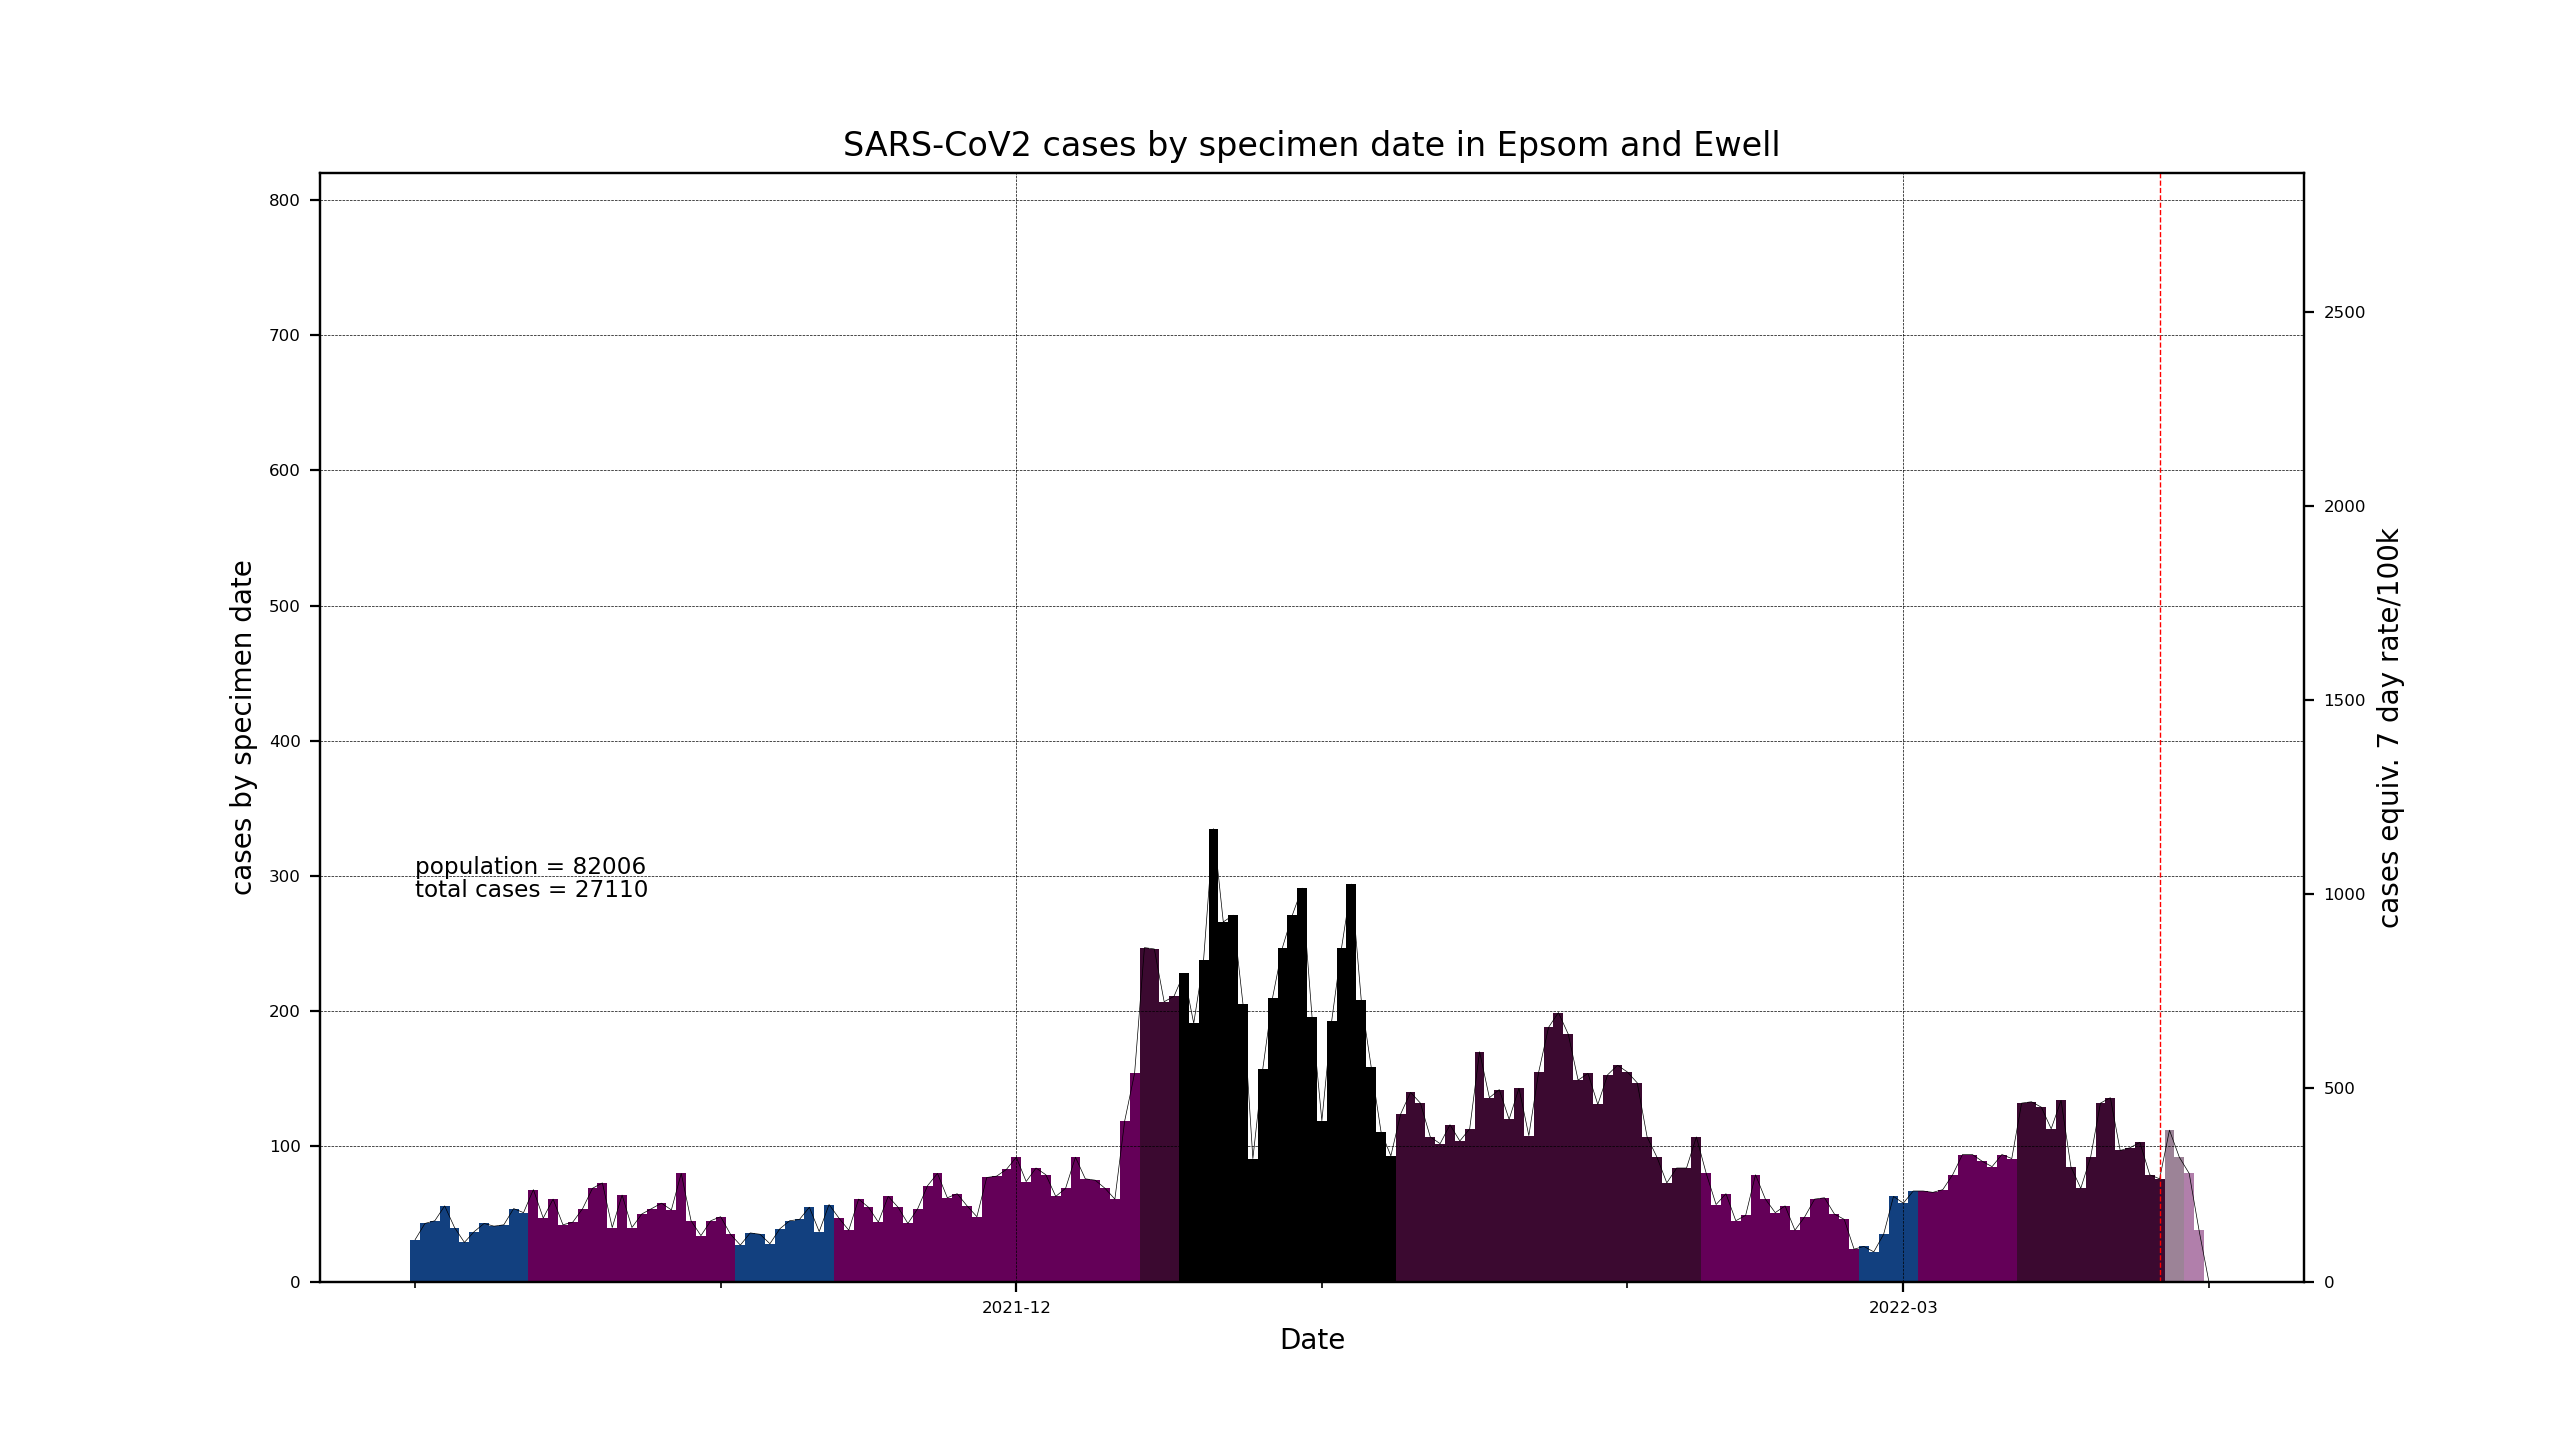 SARS-CoV2 cases by specimen date in Epsom and Ewell
800
700
600
500
400
300
200
100
0
cases by specimen date
population = 82006
total cases = 27110
2500
2000
1500
1000
500
0
cases equiv. 7 day rate/100k
2021-12
2022-03
Date